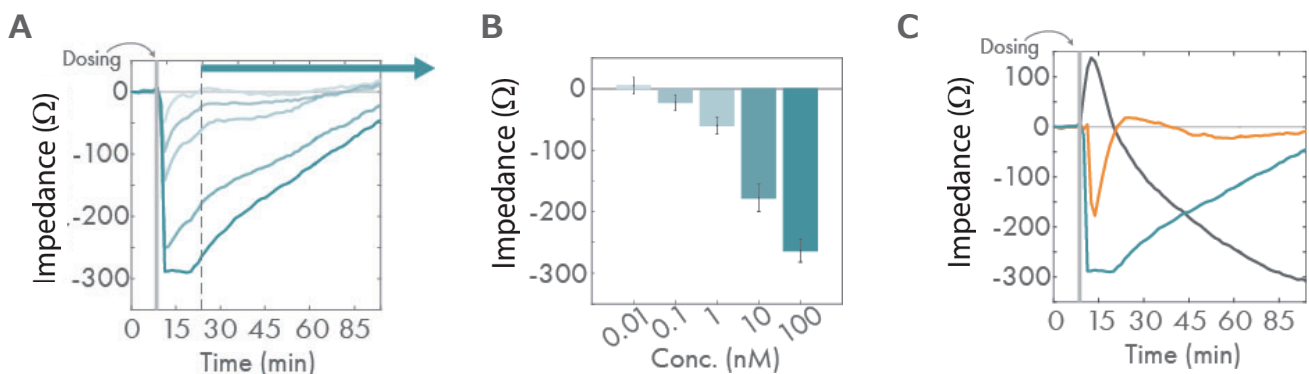 A
Dosing
Impedance (Ω)
0
-100
-200
-300
0 15 30 45 60 85
Time (min)
B
Impedance (Ω)
0
-100
-200
-300
0.01 0.1 1 10 100
Conc. (nM)
C
Dosing
Impedance (Ω)
100
0
-100
-200
-300
0 15 30 45 60 85
Time (min)